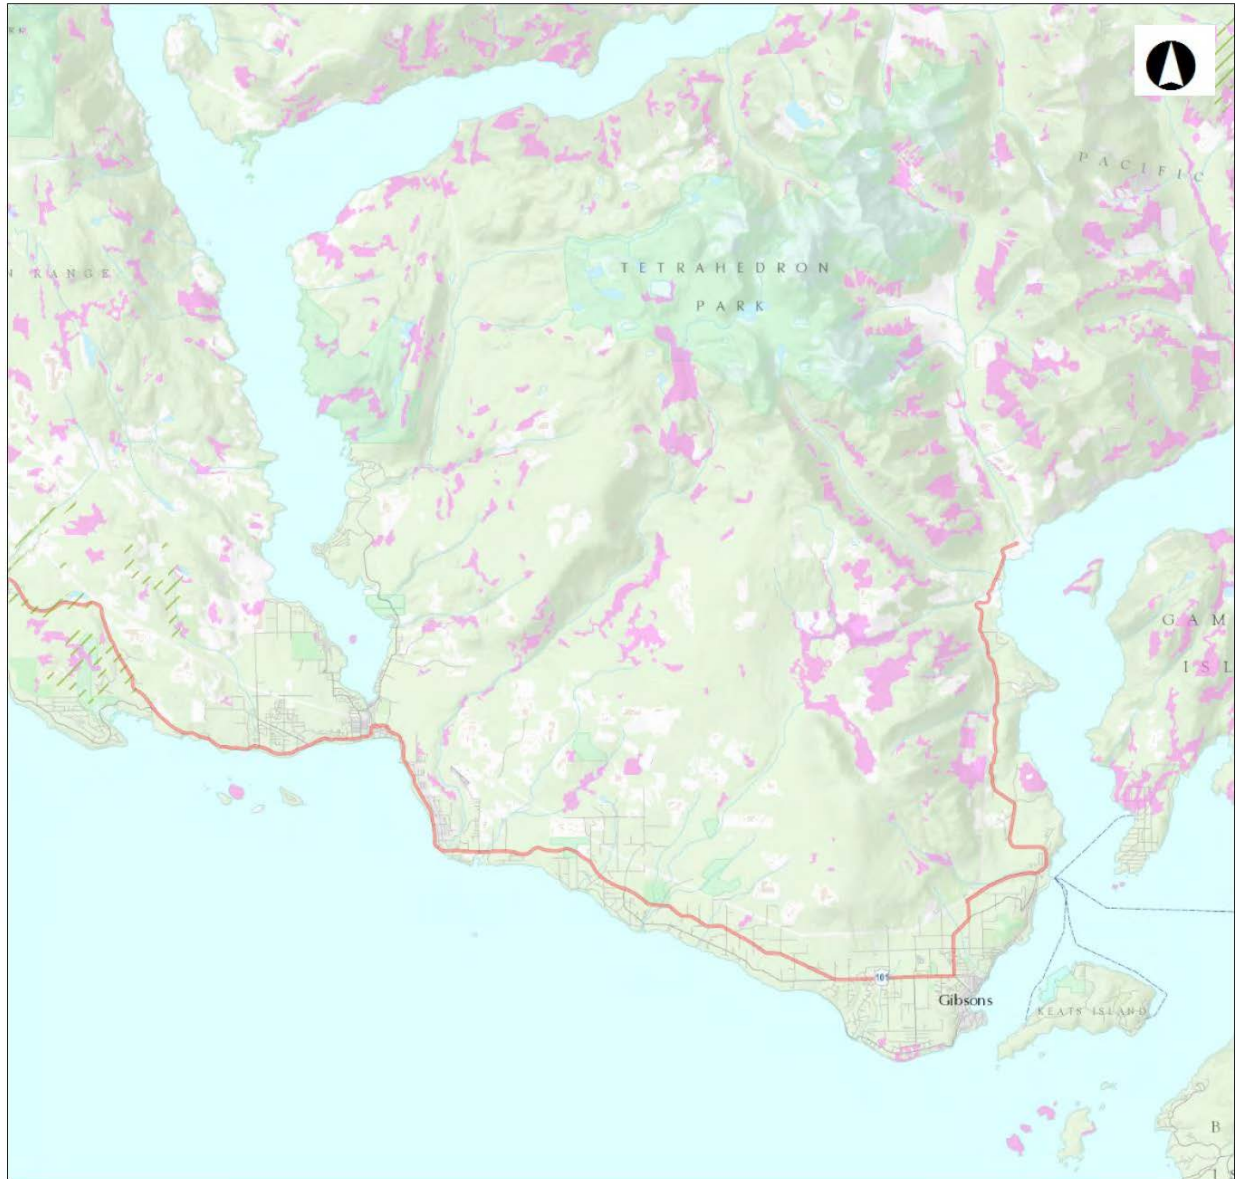 PACIFIC
N RANGE
TETRAHEDRON
PARK
GAM
ISL
101
Gibsons
KEATS ISLAND
B
I S